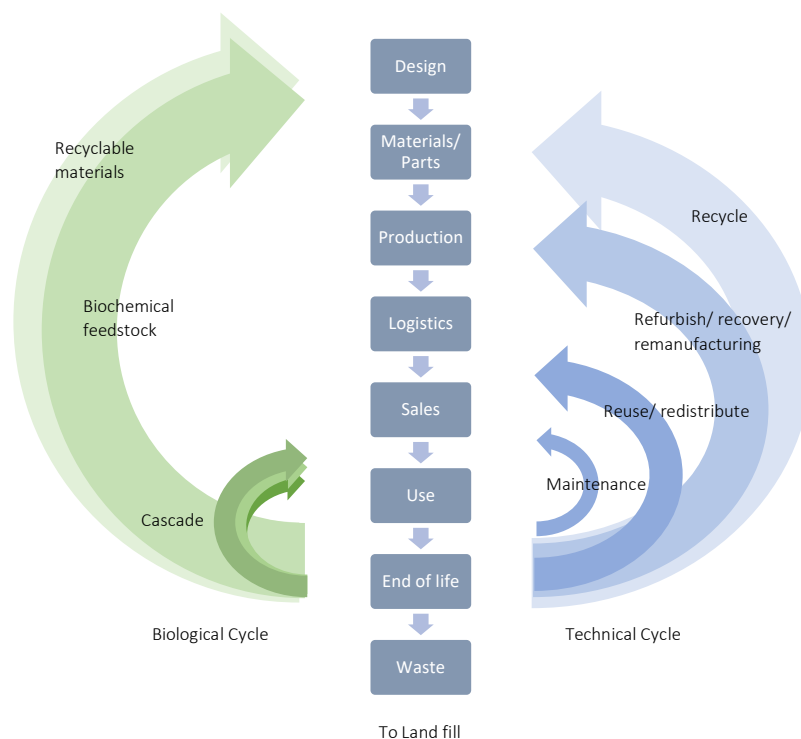 Design
Materials/
Parts
Production
Logistics
Sales
Use
End of life
Waste
To Land fill
Recyclable
materials
Biochemical
feedstock
Cascade
Biological Cycle
Recycle
Refurbish/ recovery/
remanufacturing
Reuse/ redistribute
Maintenance
Technical Cycle